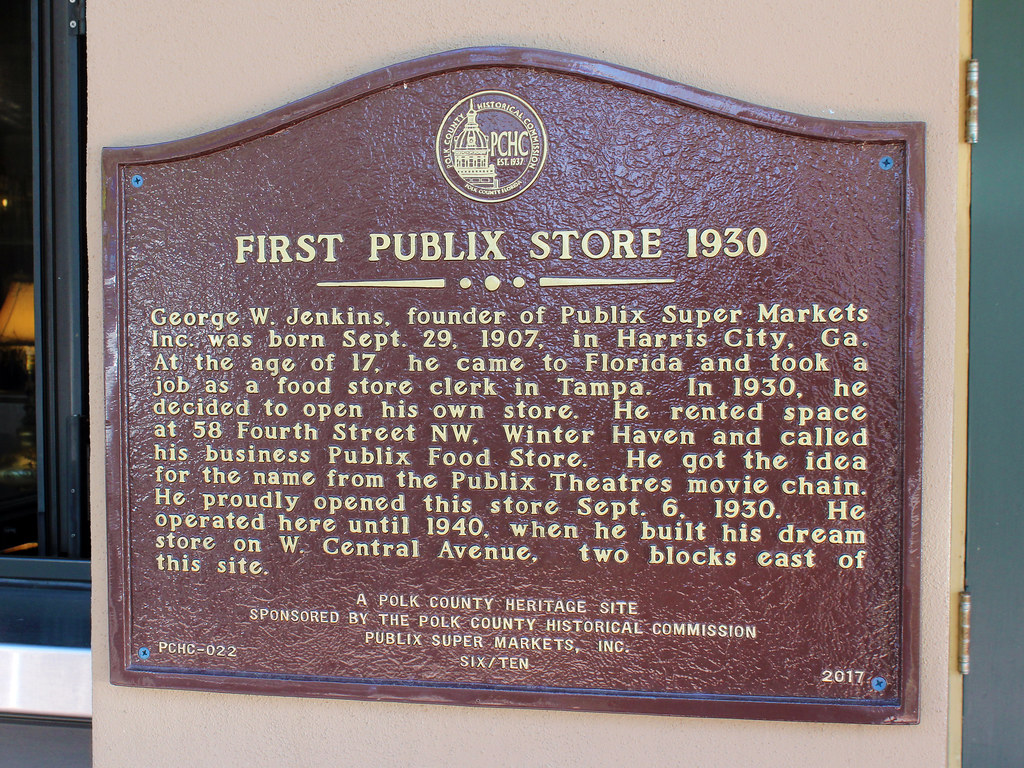 POLK COUNTY HISTORICAL COMMISSION
PCHC
EST. 1937
POLK COUNTY FLORIDA
FIRST PUBLIX STORE 1930
George W. Jenkins, founder of Publix Super Markets
Inc. was born Sept. 29, 1907, in Harris City, Ga.
At the age of 17, he came to Florida and took a
job as a food store clerk in Tampa. In 1930, he
decided to open his own store. He rented space
at 58 Fourth Street NW, Winter Haven and called
his business Publix Food Store. He got the idea
for the name from the Publix Theatres movie chain.
He proudly opened this store Sept. 6, 1930. He
operated here until 1940, when he built his dream
store on W. Central Avenue, two blocks east of
this site.
A POLK COUNTY HERITAGE SITE
SPONSORED BY THE POLK COUNTY HISTORICAL COMMISSION
PUBLIX SUPER MARKETS, INC.
SIX/TEN
PCHC-022
2017